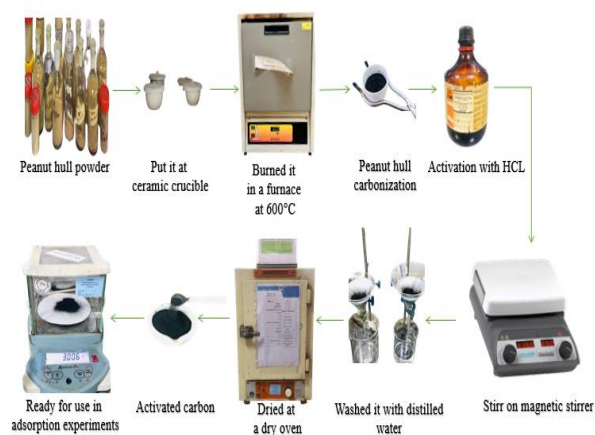 Peanut hull powder
Put it at
ceramic crucible
Burned it
in a furnace
at 600°C
Peanut hull
carbonization
Activation with HCL
Ready for use in
adsorption experiments
Activated carbon
Dried at
a dry oven
Washed it with distilled
water
Stirr on magnetic stirrer